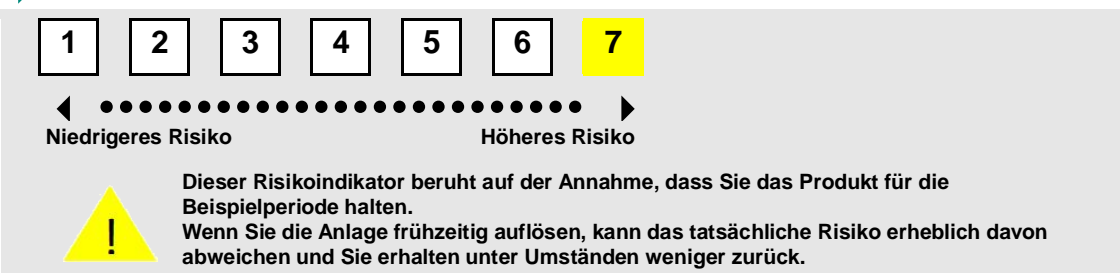 1 2 3 4 5 6 7
Niedrigeres Risiko Höheres Risiko
Dieser Risikoindikator beruht auf der Annahme, dass Sie das Produkt für die
Beispielperiode halten.
! Wenn Sie die Anlage frühzeitig auflösen, kann das tatsächliche Risiko erheblich davon
abweichen und Sie erhalten unter Umständen weniger zurück.